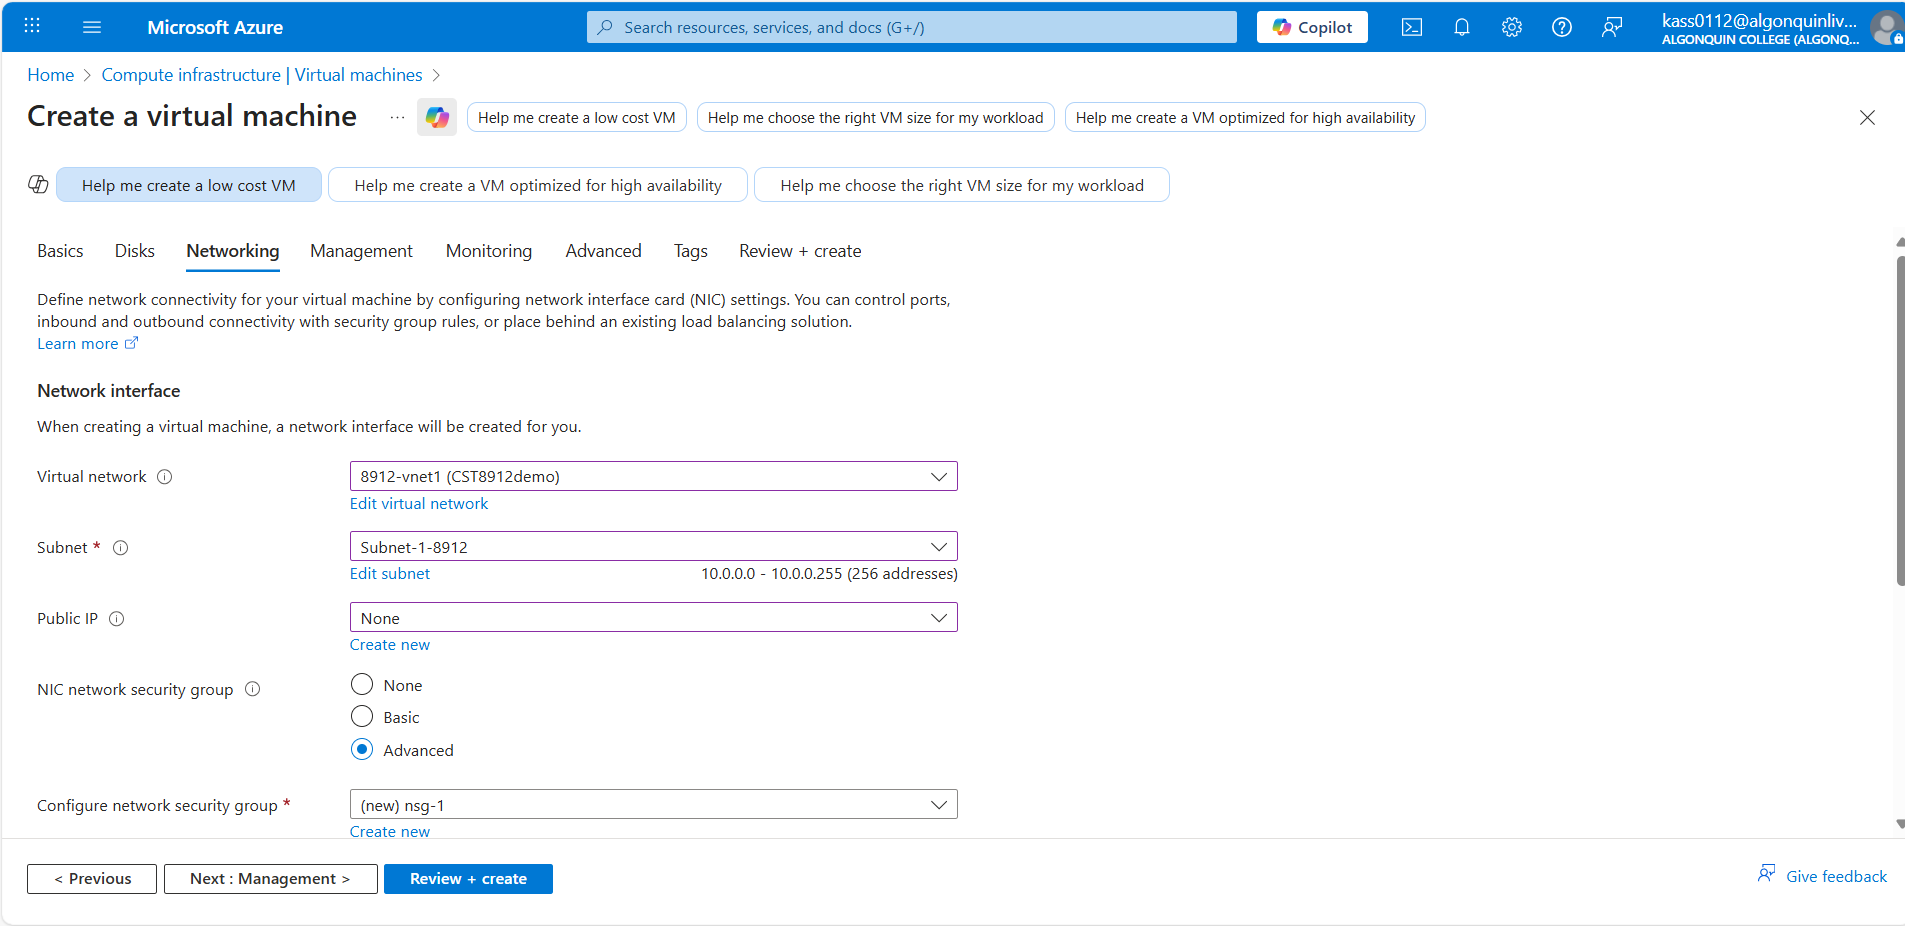 Microsoft Azure
Search resources, services, and docs (G+/)
Copilot
kass0112@algonquinliv...
ALGONQUIN COLLEGE (ALGONQ...
Home > Compute infrastructure | Virtual machines >
Create a virtual machine
...
Help me create a low cost VM
Help me choose the right VM size for my workload
Help me create a VM optimized for high availability
Help me create a low cost VM
Help me create a VM optimized for high availability
Help me choose the right VM size for my workload
Basics
Disks
Networking
Management
Monitoring
Advanced
Tags
Review + create
Define network connectivity for your virtual machine by configuring network interface card (NIC) settings. You can control ports,
inbound and outbound connectivity with security group rules, or place behind an existing load balancing solution.
Learn more
Network interface
When creating a virtual machine, a network interface will be created for you.
Virtual network
8912-vnet1 (CST8912demo)
Edit virtual network
Subnet *
Subnet-1-8912
Edit subnet
10.0.0.0 - 10.0.0.255 (256 addresses)
Public IP
None
Create new
NIC network security group
None
Basic
Advanced
Configure network security group *
(new) nsg-1
Create new
< Previous
Next : Management >
Review + create
Give feedback